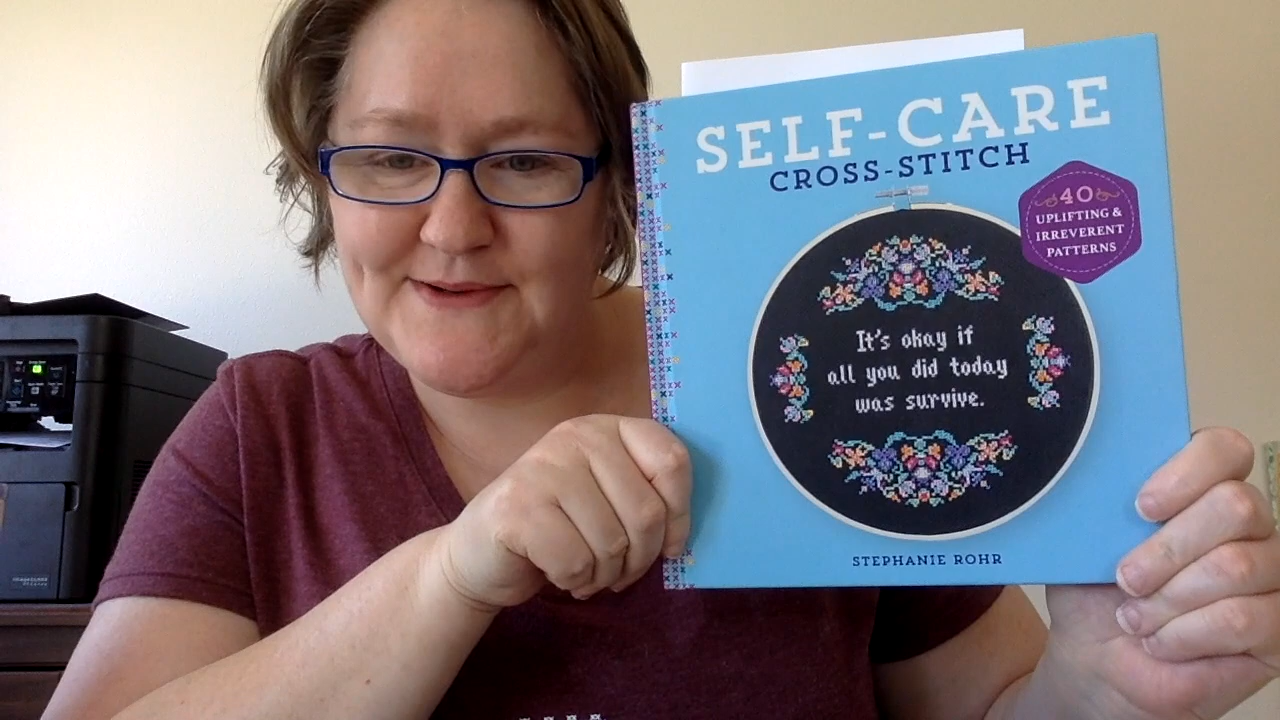 SELF-CARE
CROSS-STITCH
40
UPLIFTING &
IRREVERENT
PATTERNS
It's okay if
all you did today
was survive.
STEPHANIE ROHR